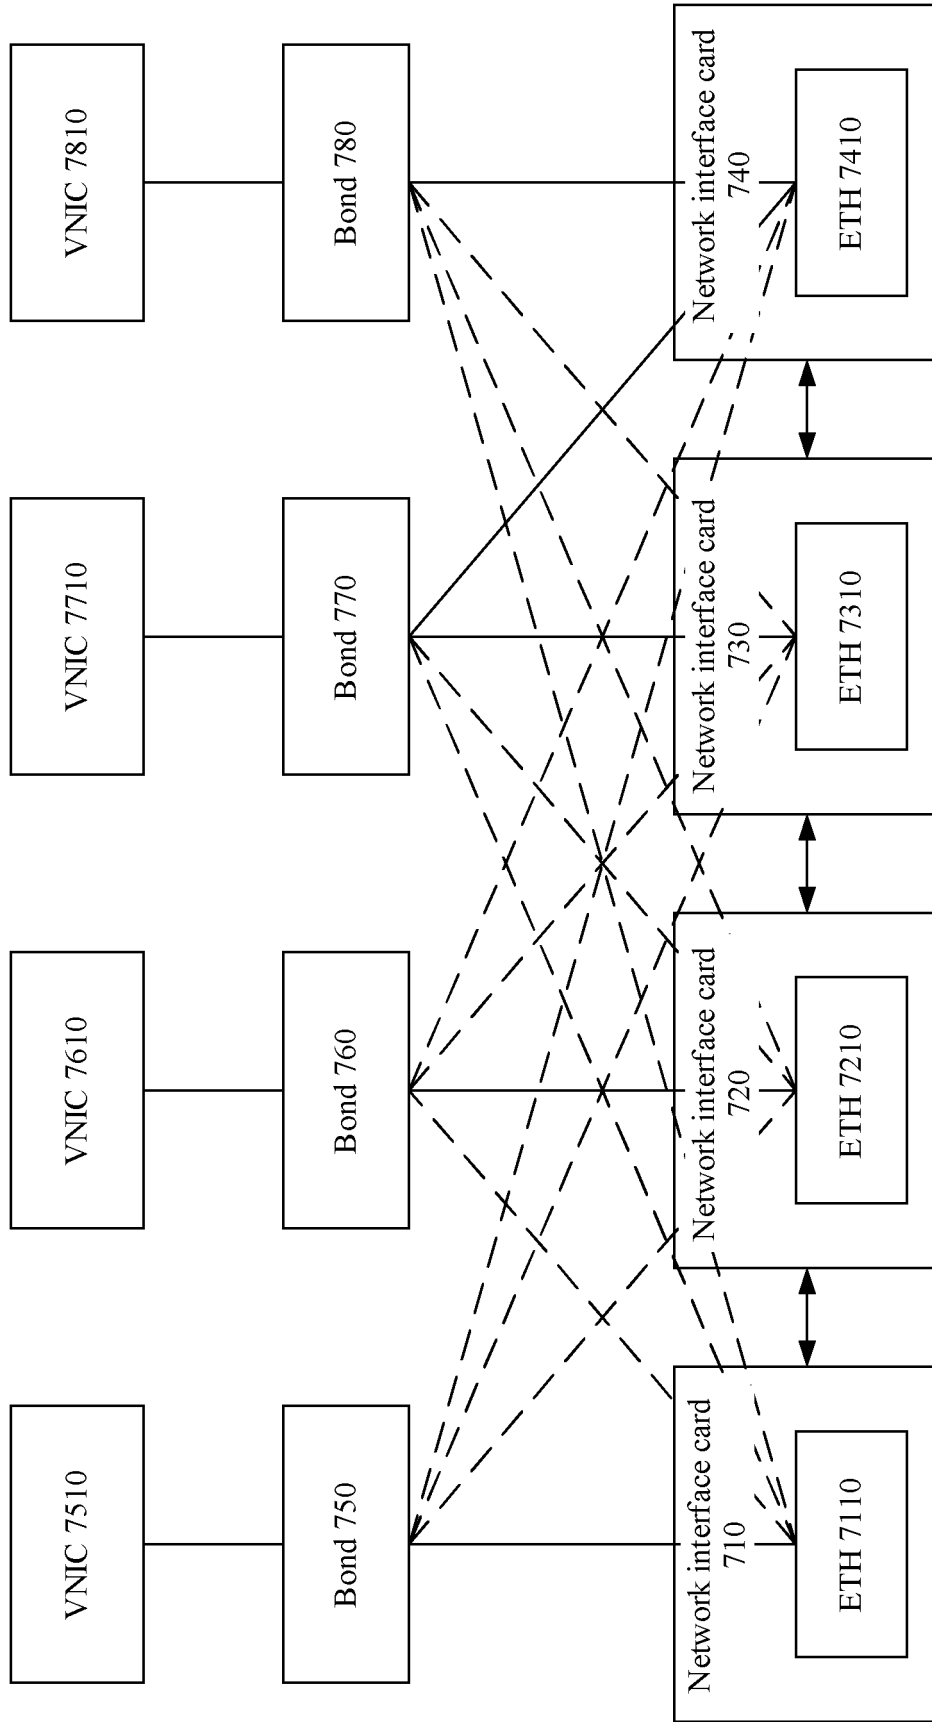 VNIC 7510
VNIC 7610
VNIC 7710
VNIC 7810
Bond 750
Bond 760
Bond 770
Bond 780
Network interface card
710
Network interface card
720
Network interface card
730
Network interface card
740
ETH 7110
ETH 7210
ETH 7310
ETH 7410